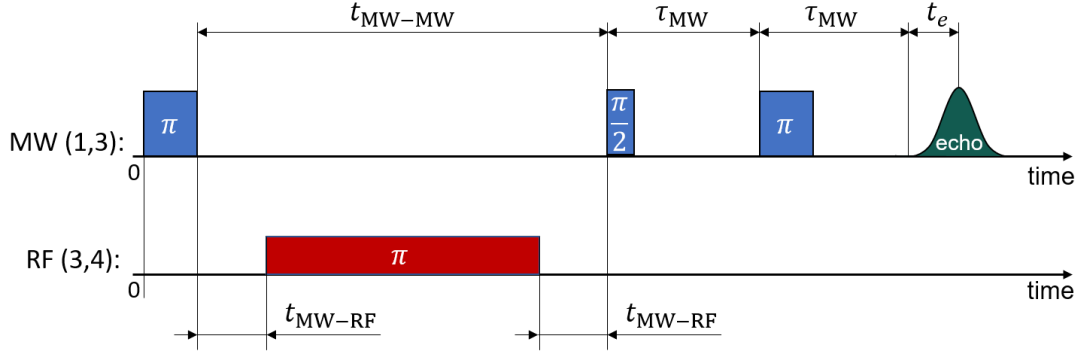 t_MW−MW τ_MW τ_MW t_e
MW (1,3): π π/2 π echo
0 time
RF (3,4): π
0 time
t_MW−RF t_MW−RF